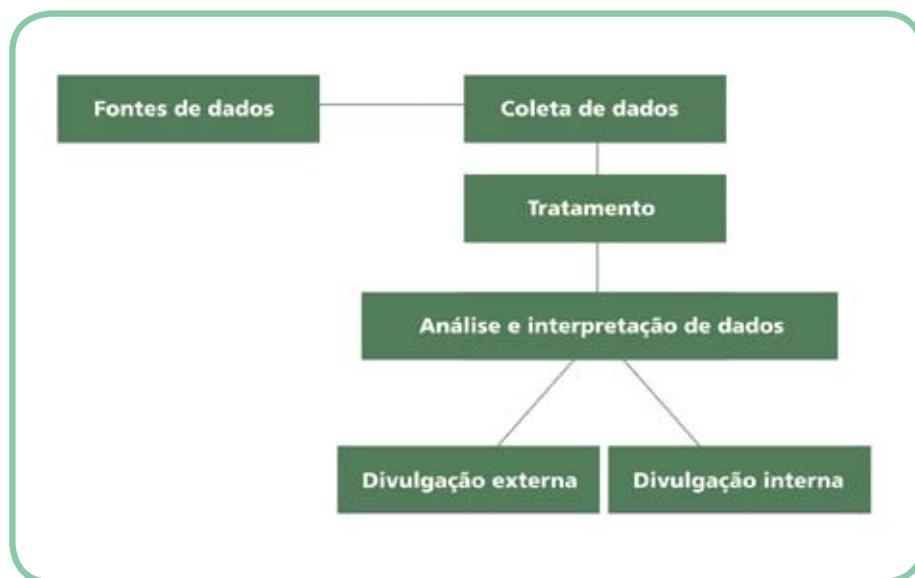 Fontes de dados
Coleta de dados
Tratamento
Análise e interpretação de dados
Divulgação externa
Divulgação interna